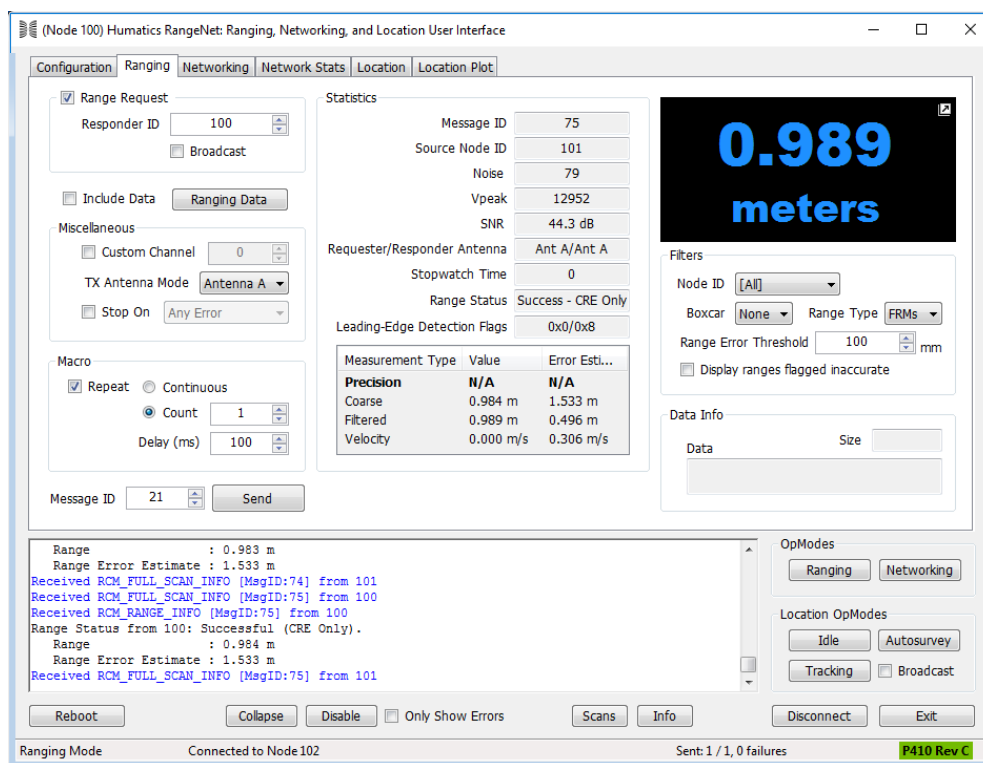 (Node 100) Humatics RangeNet: Ranging, Networking, and Location User Interface
Configuration Ranging Networking Network Stats Location Location Plot
Range Request
Responder ID 100
Broadcast
Include Data Ranging Data
Miscellaneous
Custom Channel 0
TX Antenna Mode Antenna A
Stop On Any Error
Macro
Repeat Continuous
Count 1
Delay (ms) 100
Message ID 21 Send
Statistics
Message ID 75
Source Node ID 101
Noise 79
Vpeak 12952
SNR 44.3 dB
Requester/Responder Antenna Ant A/Ant A
Stopwatch Time 0
Range Status Success - CRE Only
Leading-Edge Detection Flags 0x0/0x8
Measurement Type Value Error Esti...
Precision N/A N/A
Coarse 0.984 m 1.533 m
Filtered 0.989 m 0.496 m
Velocity 0.000 m/s 0.306 m/s
0.989
meters
Filters
Node ID [All]
Boxcar None Range Type FRMs
Range Error Threshold 100 mm
Display ranges flagged inaccurate
Data Info
Data Size
Range : 0.983 m
Range Error Estimate : 1.533 m
Received RCM_FULL_SCAN_INFO [MsgID:74] from 101
Received RCM_FULL_SCAN_INFO [MsgID:75] from 100
Received RCM_RANGE_INFO [MsgID:75] from 100
Range Status from 100: Successful (CRE Only).
Range : 0.984 m
Range Error Estimate : 1.533 m
Received RCM_FULL_SCAN_INFO [MsgID:75] from 101
OpModes
Ranging Networking
Location OpModes
Idle Autosurvey
Tracking Broadcast
Reboot Collapse Disable Only Show Errors Scans Info Disconnect Exit
Ranging Mode Connected to Node 102 Sent: 1 / 1, 0 failures P410 Rev C